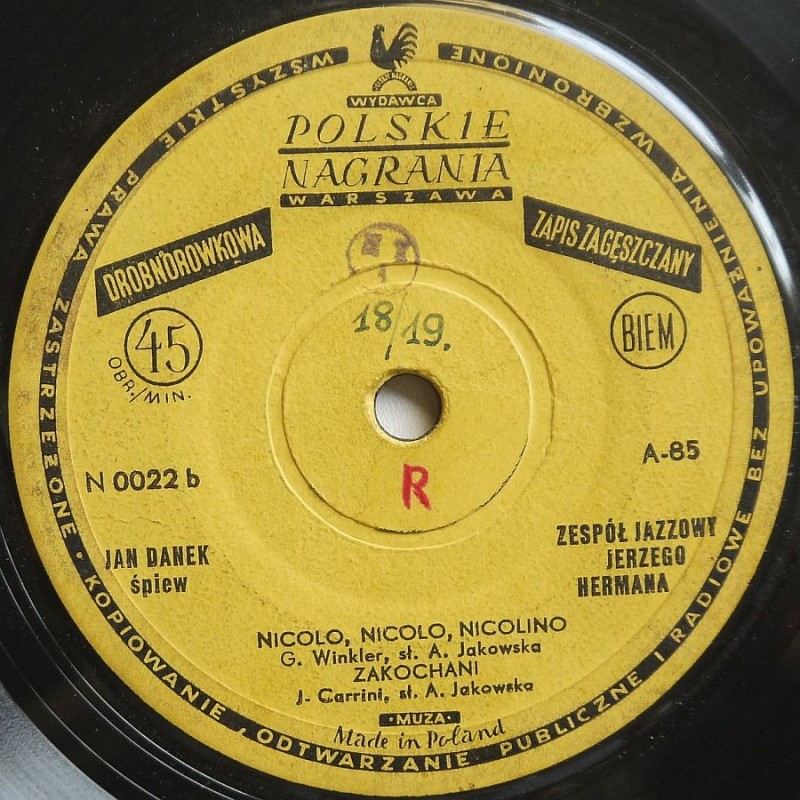 WSZYSTKIE PRAWA ZASTRZEŻONE • KOPIOWANIE, ODTWARZANIE PUBLICZNE I RADIOWE BEZ UPOWAŻNIENIA WZBRONIONE
WYDAWCA
POLSKIE
NAGRANIA
WARSZAWA
DROBNOROWKOWA
ZAPIS ZAGĘSZCZANY
45
OBR./MIN.
BIEM
18/19.
N 0022 b
A-85
R
JAN DANEK
śpiew
ZESPÓŁ JAZZOWY
JERZEGO
HERMANA
NICOLO, NICOLO, NICOLINO
G. Winkler, sł. A. Jakowska
ZAKOCHANI
J. Carrini, sł. A. Jakowska
•MUZA•
Made in Poland